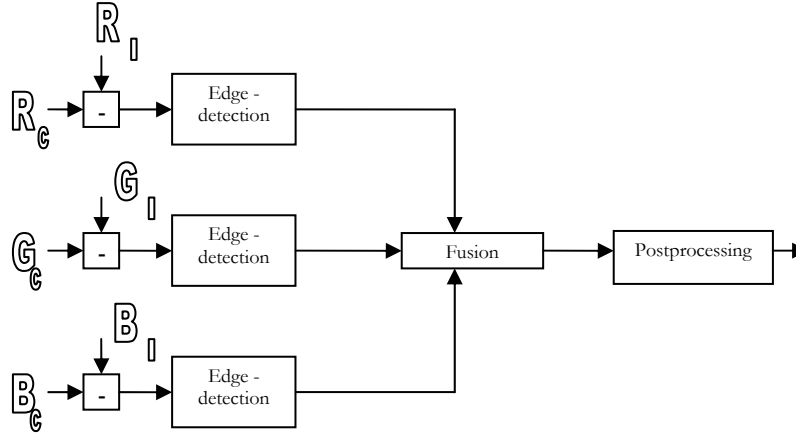 R I
R C
-
Edge -
detection
G I
G C
-
Edge -
detection
Fusion
Postprocessing
B I
B C
-
Edge -
detection